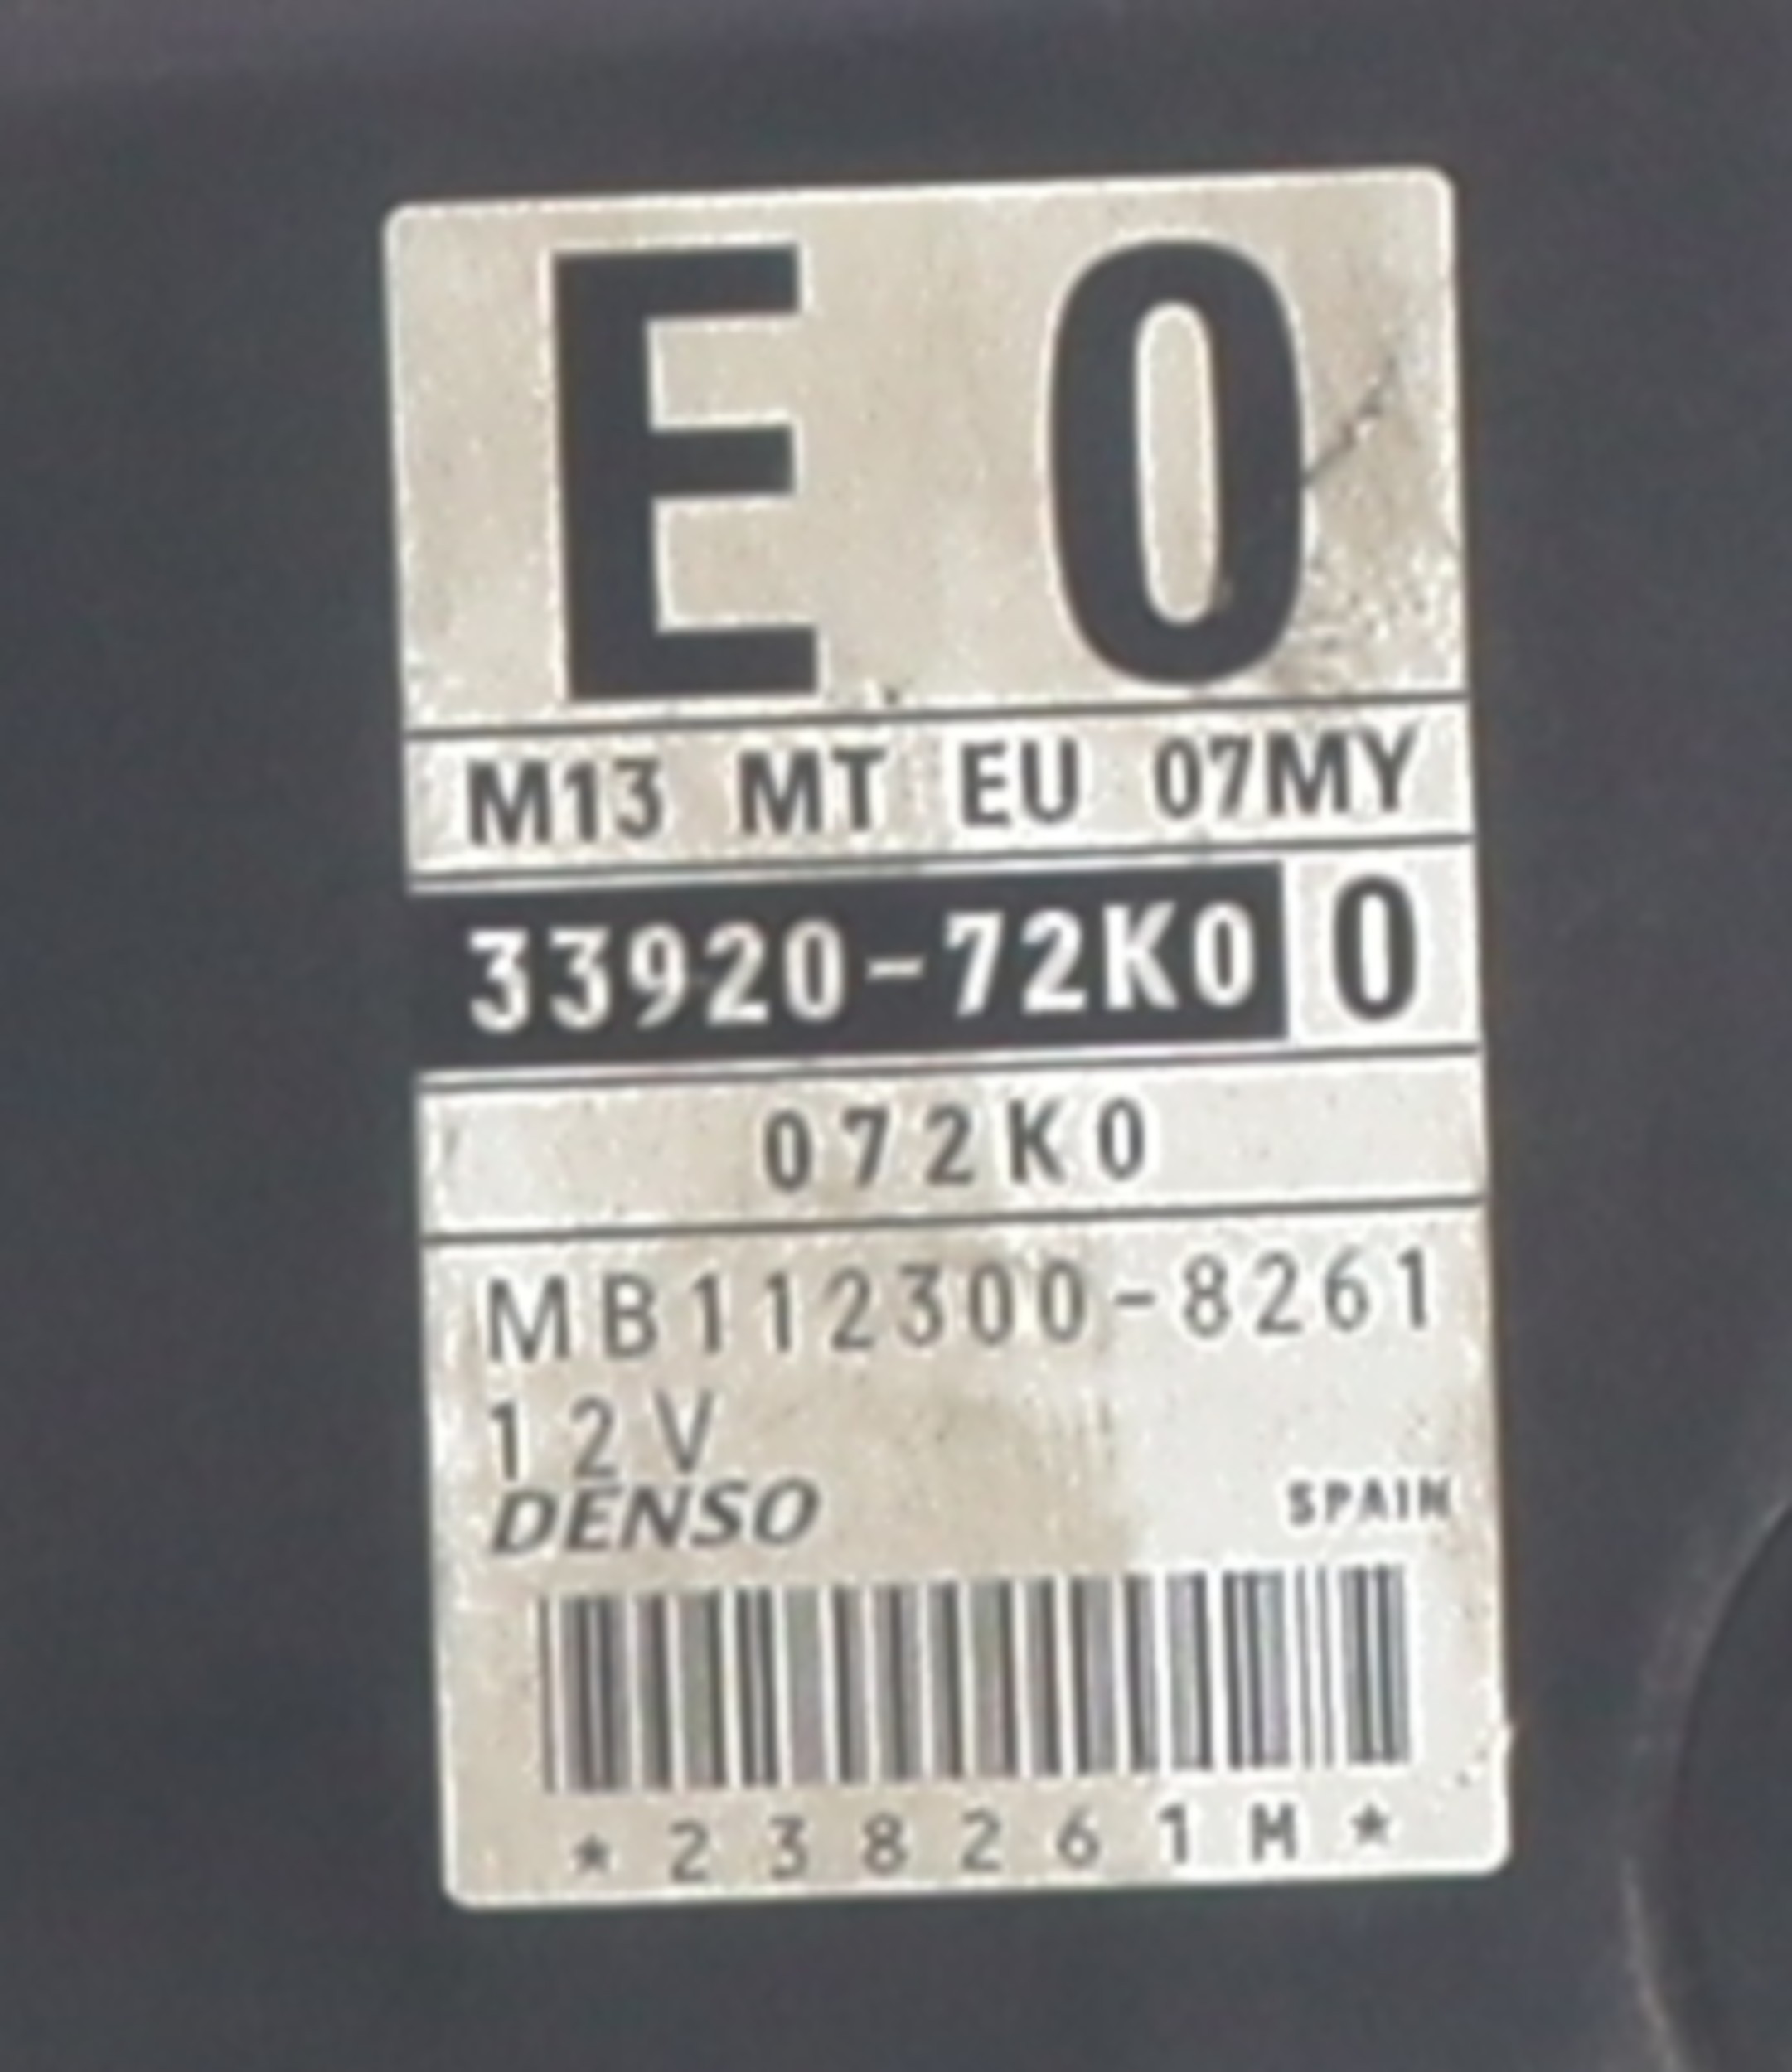 E 0
M13 MT EU 07MY
33920-72K0 0
072K0
MB112300-8261
12V
DENSO SPAIN
*238261M*